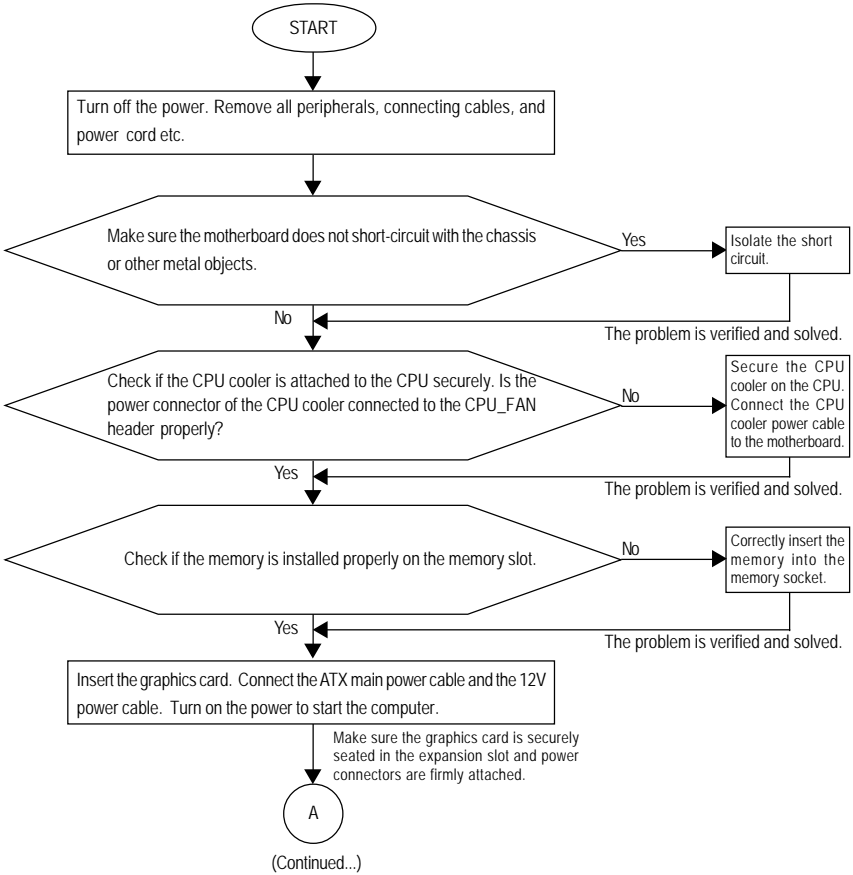 START
Turn off the power. Remove all peripherals, connecting cables, and
power cord etc.
Make sure the motherboard does not short-circuit with the chassis
or other metal objects.
Yes
Isolate the short
circuit.
No
The problem is verified and solved.
Check if the CPU cooler is attached to the CPU securely. Is the
power connector of the CPU cooler connected to the CPU_FAN
header properly?
No
Secure the CPU
cooler on the CPU.
Connect the CPU
cooler power cable
to the motherboard.
Yes
The problem is verified and solved.
Check if the memory is installed properly on the memory slot.
No
Correctly insert the
memory into the
memory socket.
Yes
The problem is verified and solved.
Insert the graphics card. Connect the ATX main power cable and the 12V
power cable. Turn on the power to start the computer.
Make sure the graphics card is securely
seated in the expansion slot and power
connectors are firmly attached.
A
(Continued...)